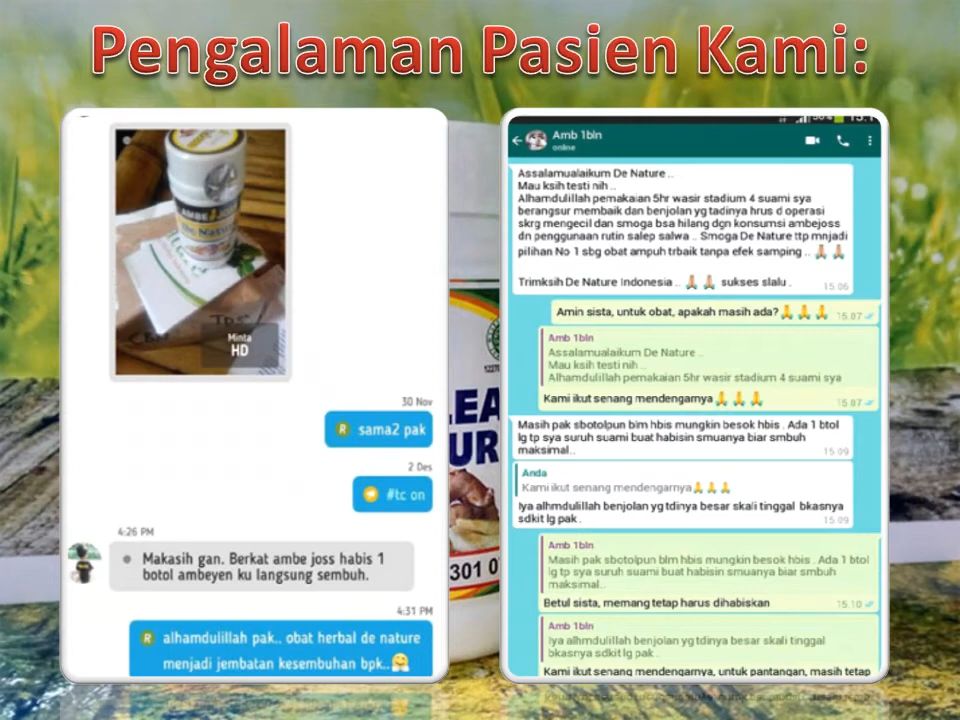 Pengalaman Pasien Kami:
AMBEJOSS
De Nature
Minta
HD
30 Nov
R sama2 pak
2 Des
#tc on
4:26 PM
Makasih gan. Berkat ambe joss habis 1
botol ambeyen ku langsung sembuh.
4:31 PM
R alhamdulillah pak.. obat herbal de nature
menjadi jembatan kesembuhan bpk..🤗
LEA
UR
301 0
Amb 1bln
online
Assalamualaikum De Nature ..
Mau ksih testi nih ..
Alhamdulillah pemakaian 5hr wasir stadium 4 suami sya
berangsur membaik dan benjolan yg tadinya hrus d operasi
skrg mengecil dan smoga bsa hilang dgn konsumsi ambejoss
dn penggunaan rutin salep salwa .. Smoga De Nature ttp mnjadi
pilihan No 1 sbg obat ampuh trbaik tanpa efek samping .. 🙏🙏
Trimksih De Nature Indonesia .. 🙏🙏 sukses slalu .
15.06
Amin sista, untuk obat, apakah masih ada?🙏🙏🙏 15.07
Amb 1bln
Assalamualaikum De Nature ..
Mau ksih testi nih ..
Alhamdulillah pemakaian 5hr wasir stadium 4 suami sya
Kami ikut senang mendengarnya🙏🙏🙏 15.07
Masih pak sbotolpun blm hbis mungkin besok hbis . Ada 1 btol
lg tp sya suruh suami buat habisin smuanya biar smbuh
maksimal.. 15.09
Anda
Kami ikut senang mendengarnya🙏🙏🙏
Iya alhmdulillah benjolan yg tdinya besar skali tinggal bkasnya
sdkit lg pak . 15.09
Amb 1bln
Masih pak sbotolpun blm hbis mungkin besok hbis . Ada 1 btol
lg tp sya suruh suami buat habisin smuanya biar smbuh
maksimal..
Betul sista, memang tetap harus dihabiskan 15.10
Amb 1bln
Iya alhmdulillah benjolan yg tdinya besar skali tinggal
bkasnya sdkit lg pak .
Kami ikut senang mendengarnya, untuk pantangan, masih tetap